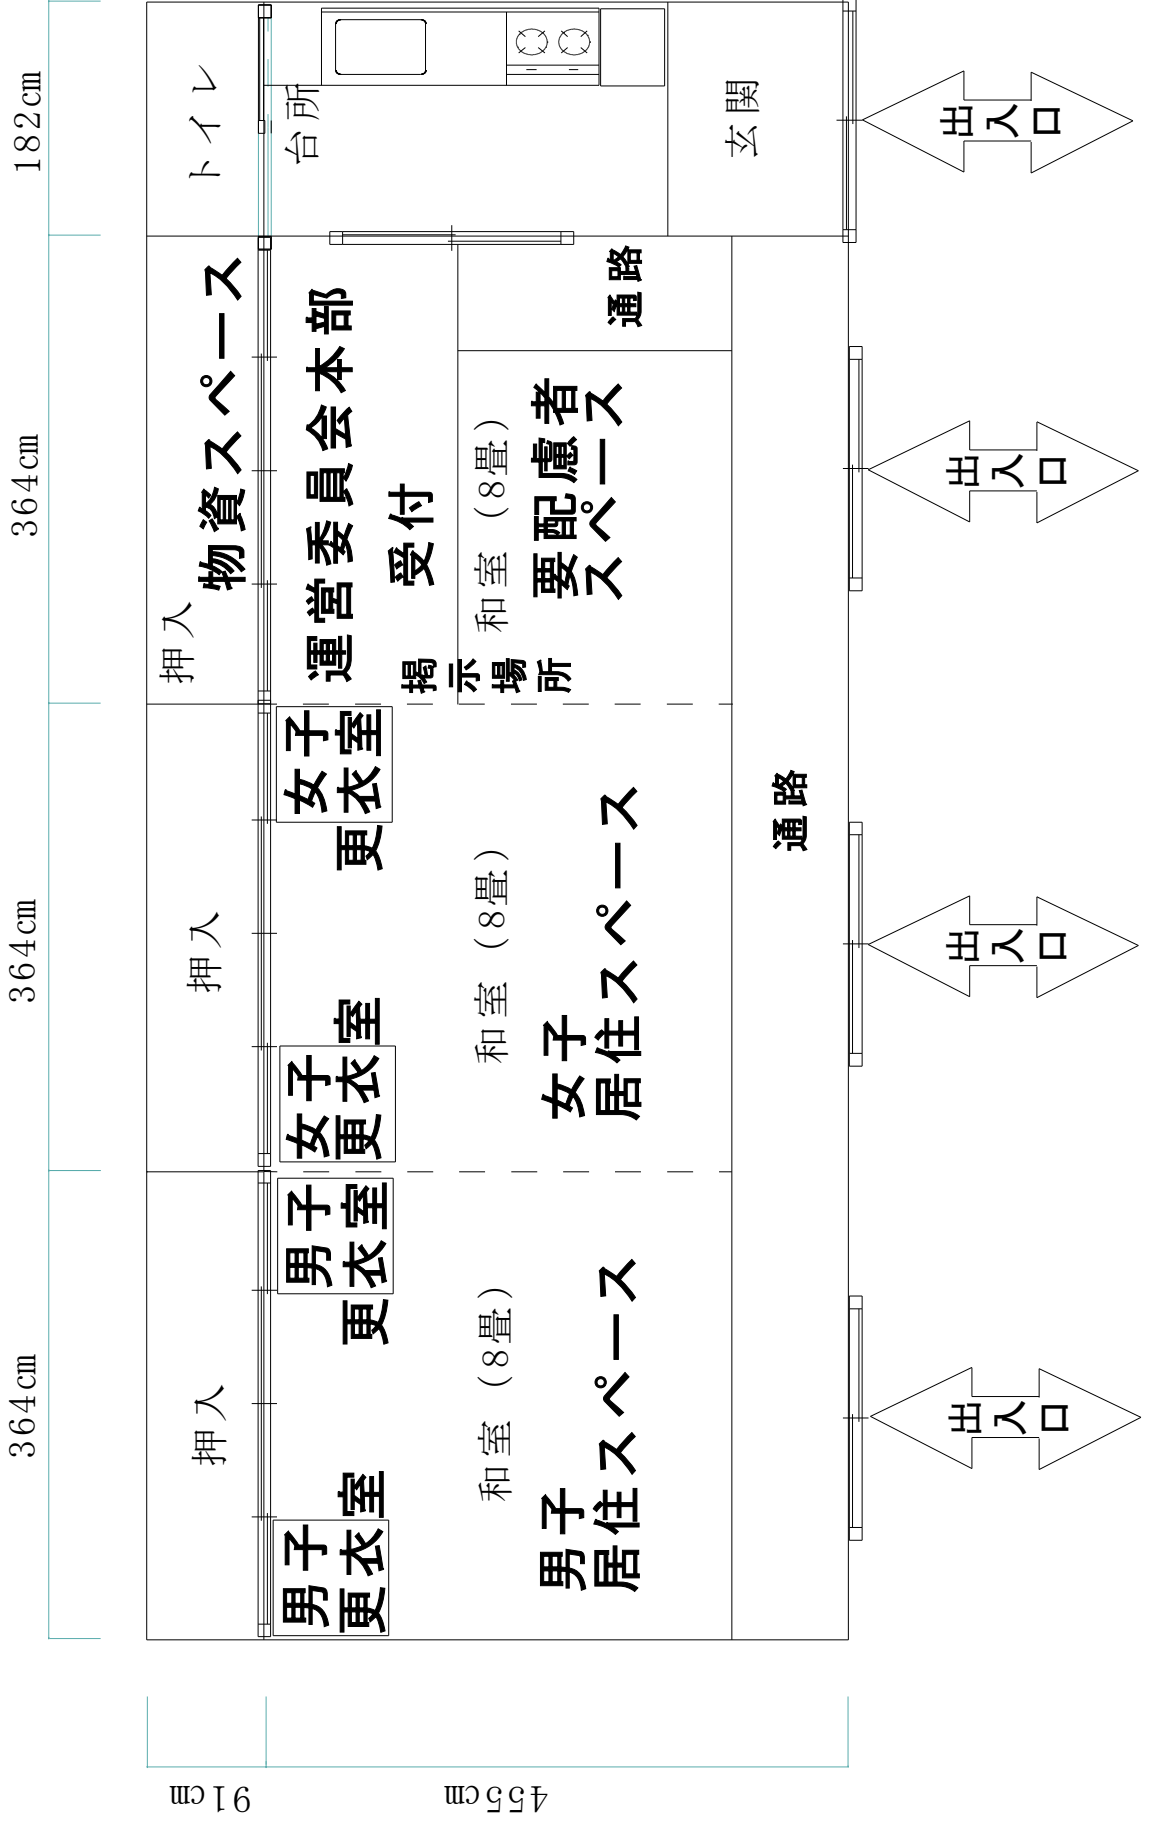 364cm
364cm
364cm
182cm
91cm
455cm
押入
押入
押入
物資スペース
トイレ
男子
更衣室
室
男子
更衣室
更
女子
更衣室
室
女子
更衣室
更
運営委員会本部
受付
掲示場所
台所
和室（8畳）
和室（8畳）
和室（8畳）
男子
居住スペース
女子
居住スペース
要配慮者
スペース
通路
通路
玄関
出入口
出入口
出入口
出入口